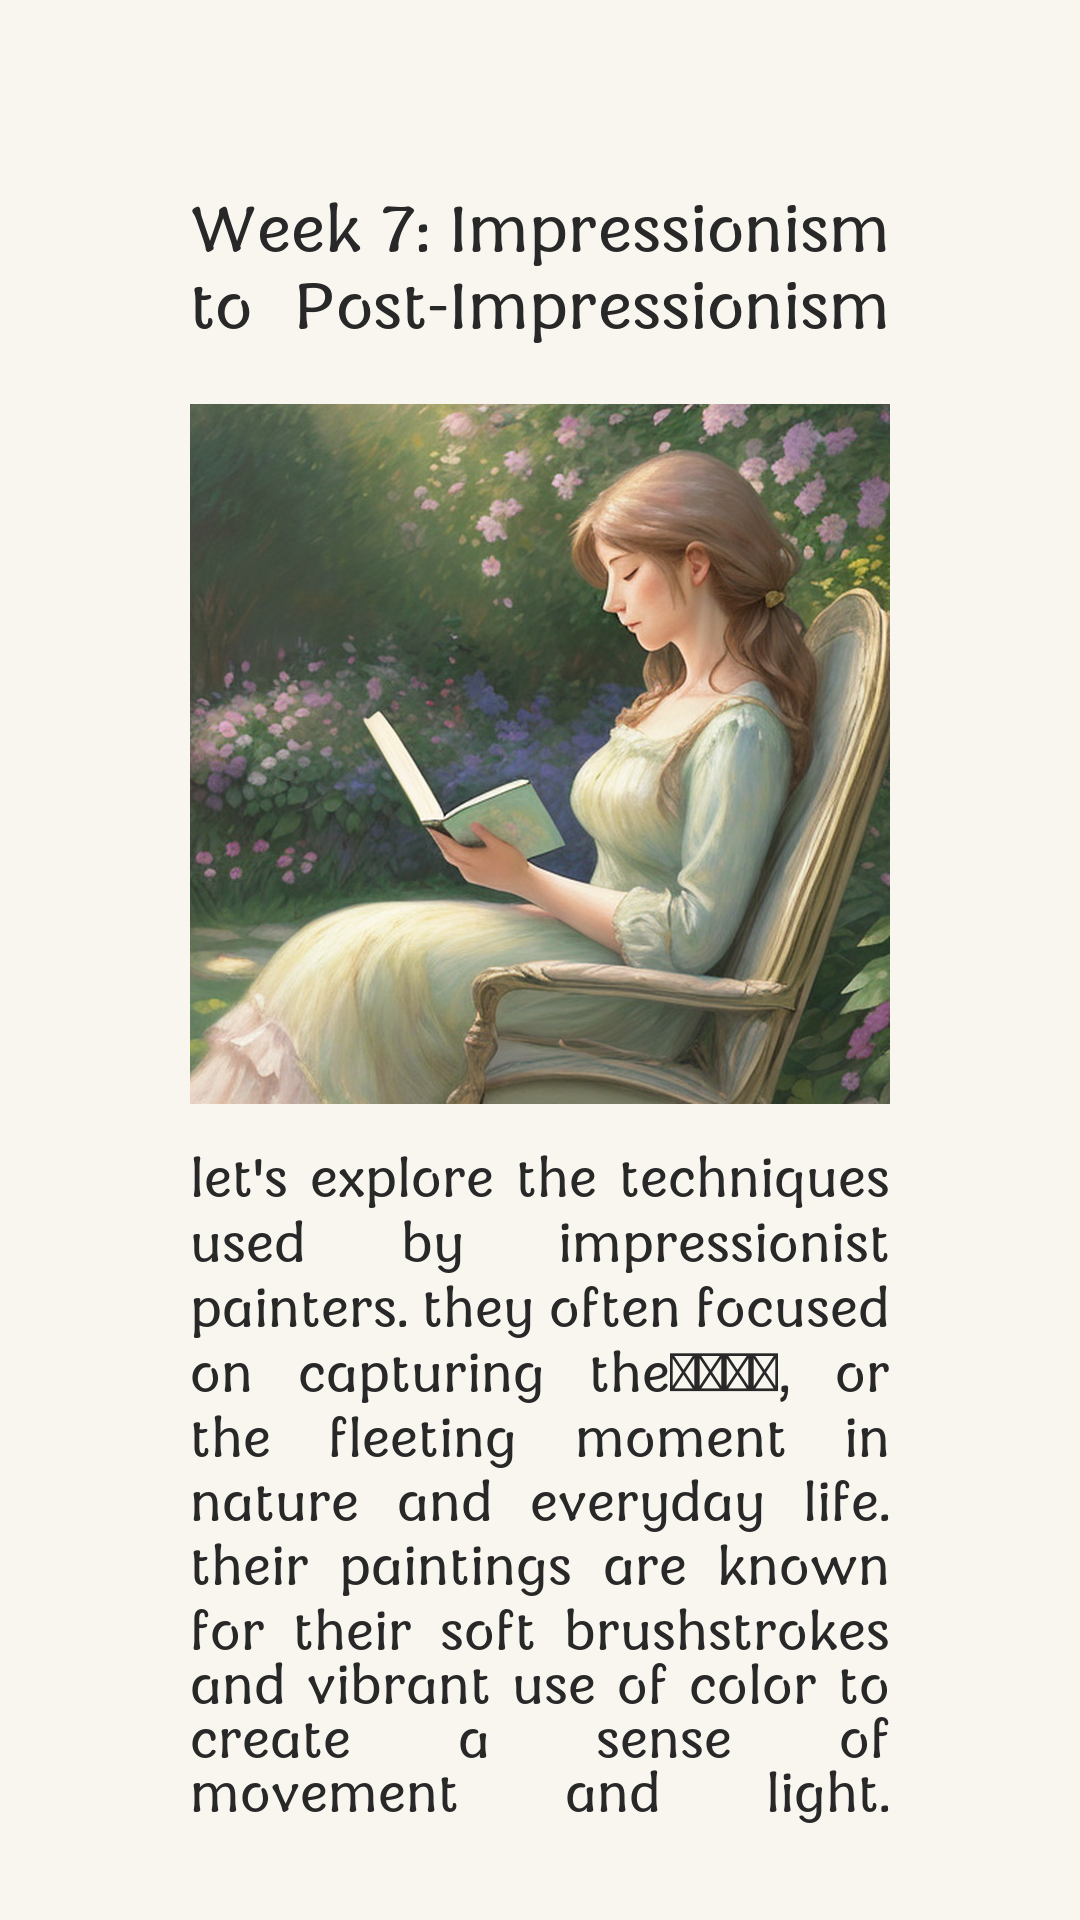 Week 7: Impressionism
to Post-Impressionism
let's explore the techniques
used by impressionist
painters. they often focused
on capturing the, or
the fleeting moment in
nature and everyday life.
their paintings are known
for their soft brushstrokes
and vibrant use of color to
create a sense of
movement and light.